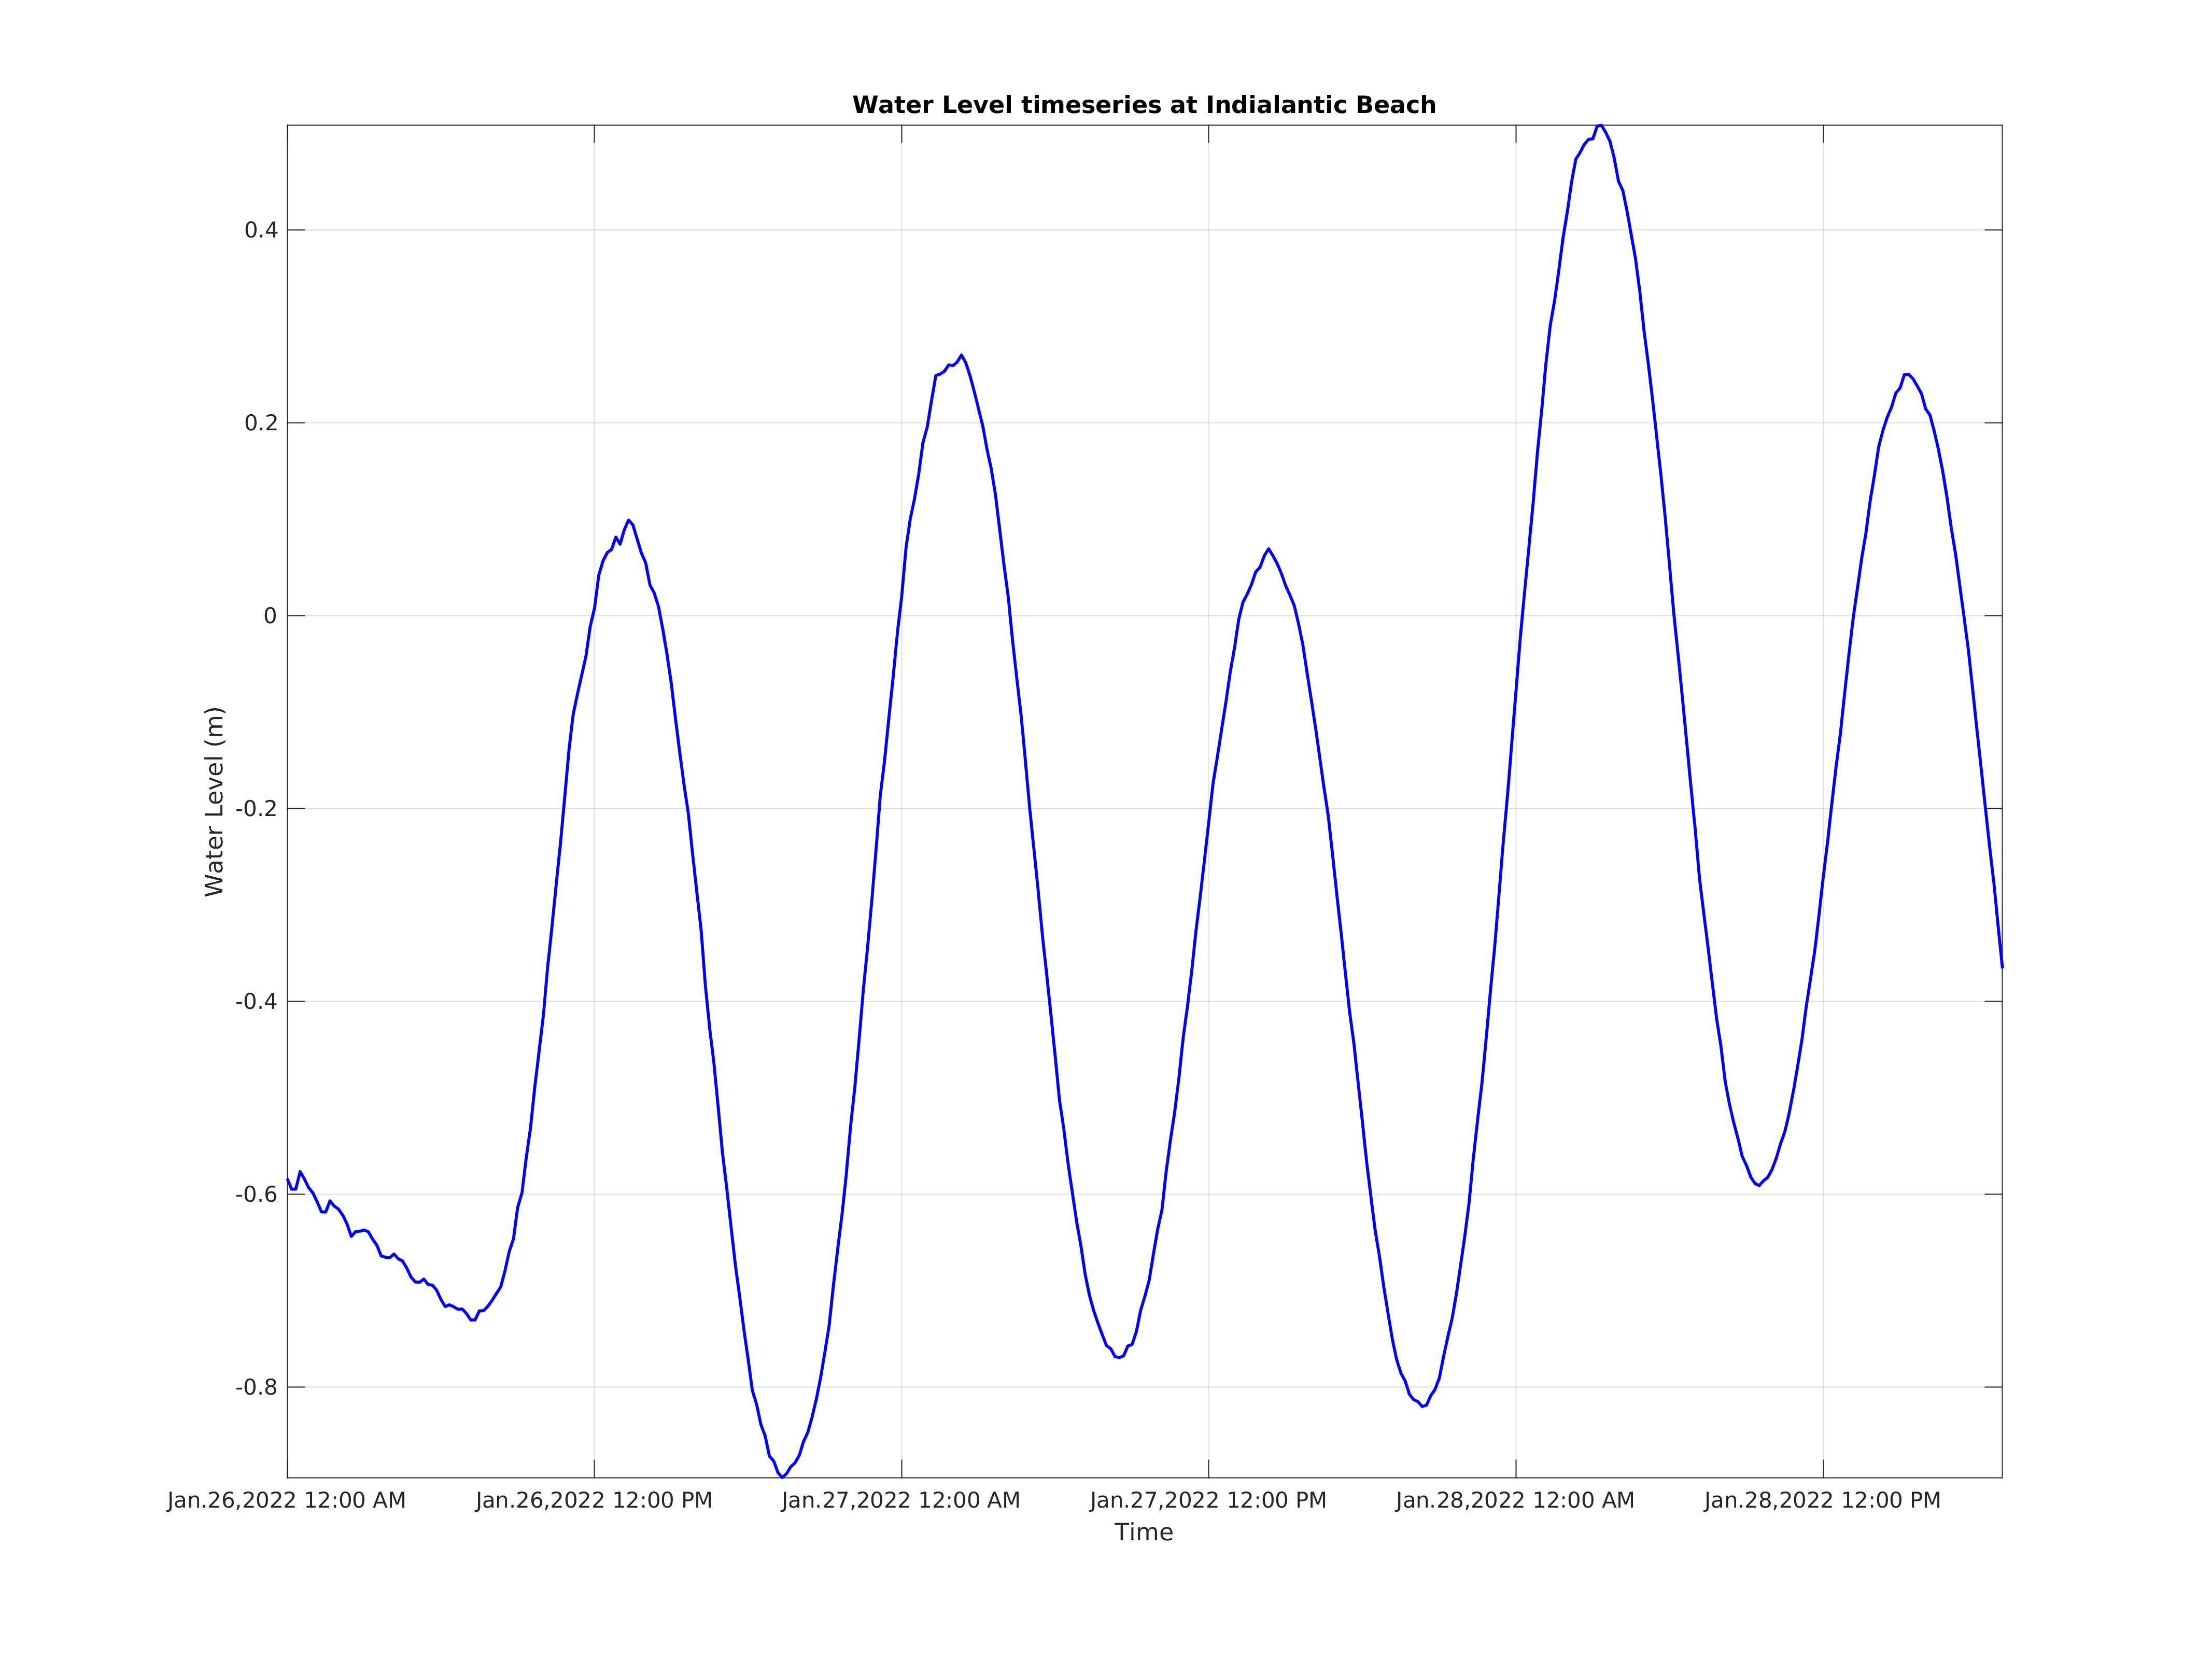 Water Level timeseries at Indialantic Beach
0.4
0.2
0
-0.2
-0.4
-0.6
-0.8
Water Level (m)
Jan.26,2022 12:00 AM
Jan.26,2022 12:00 PM
Jan.27,2022 12:00 AM
Jan.27,2022 12:00 PM
Jan.28,2022 12:00 AM
Jan.28,2022 12:00 PM
Time